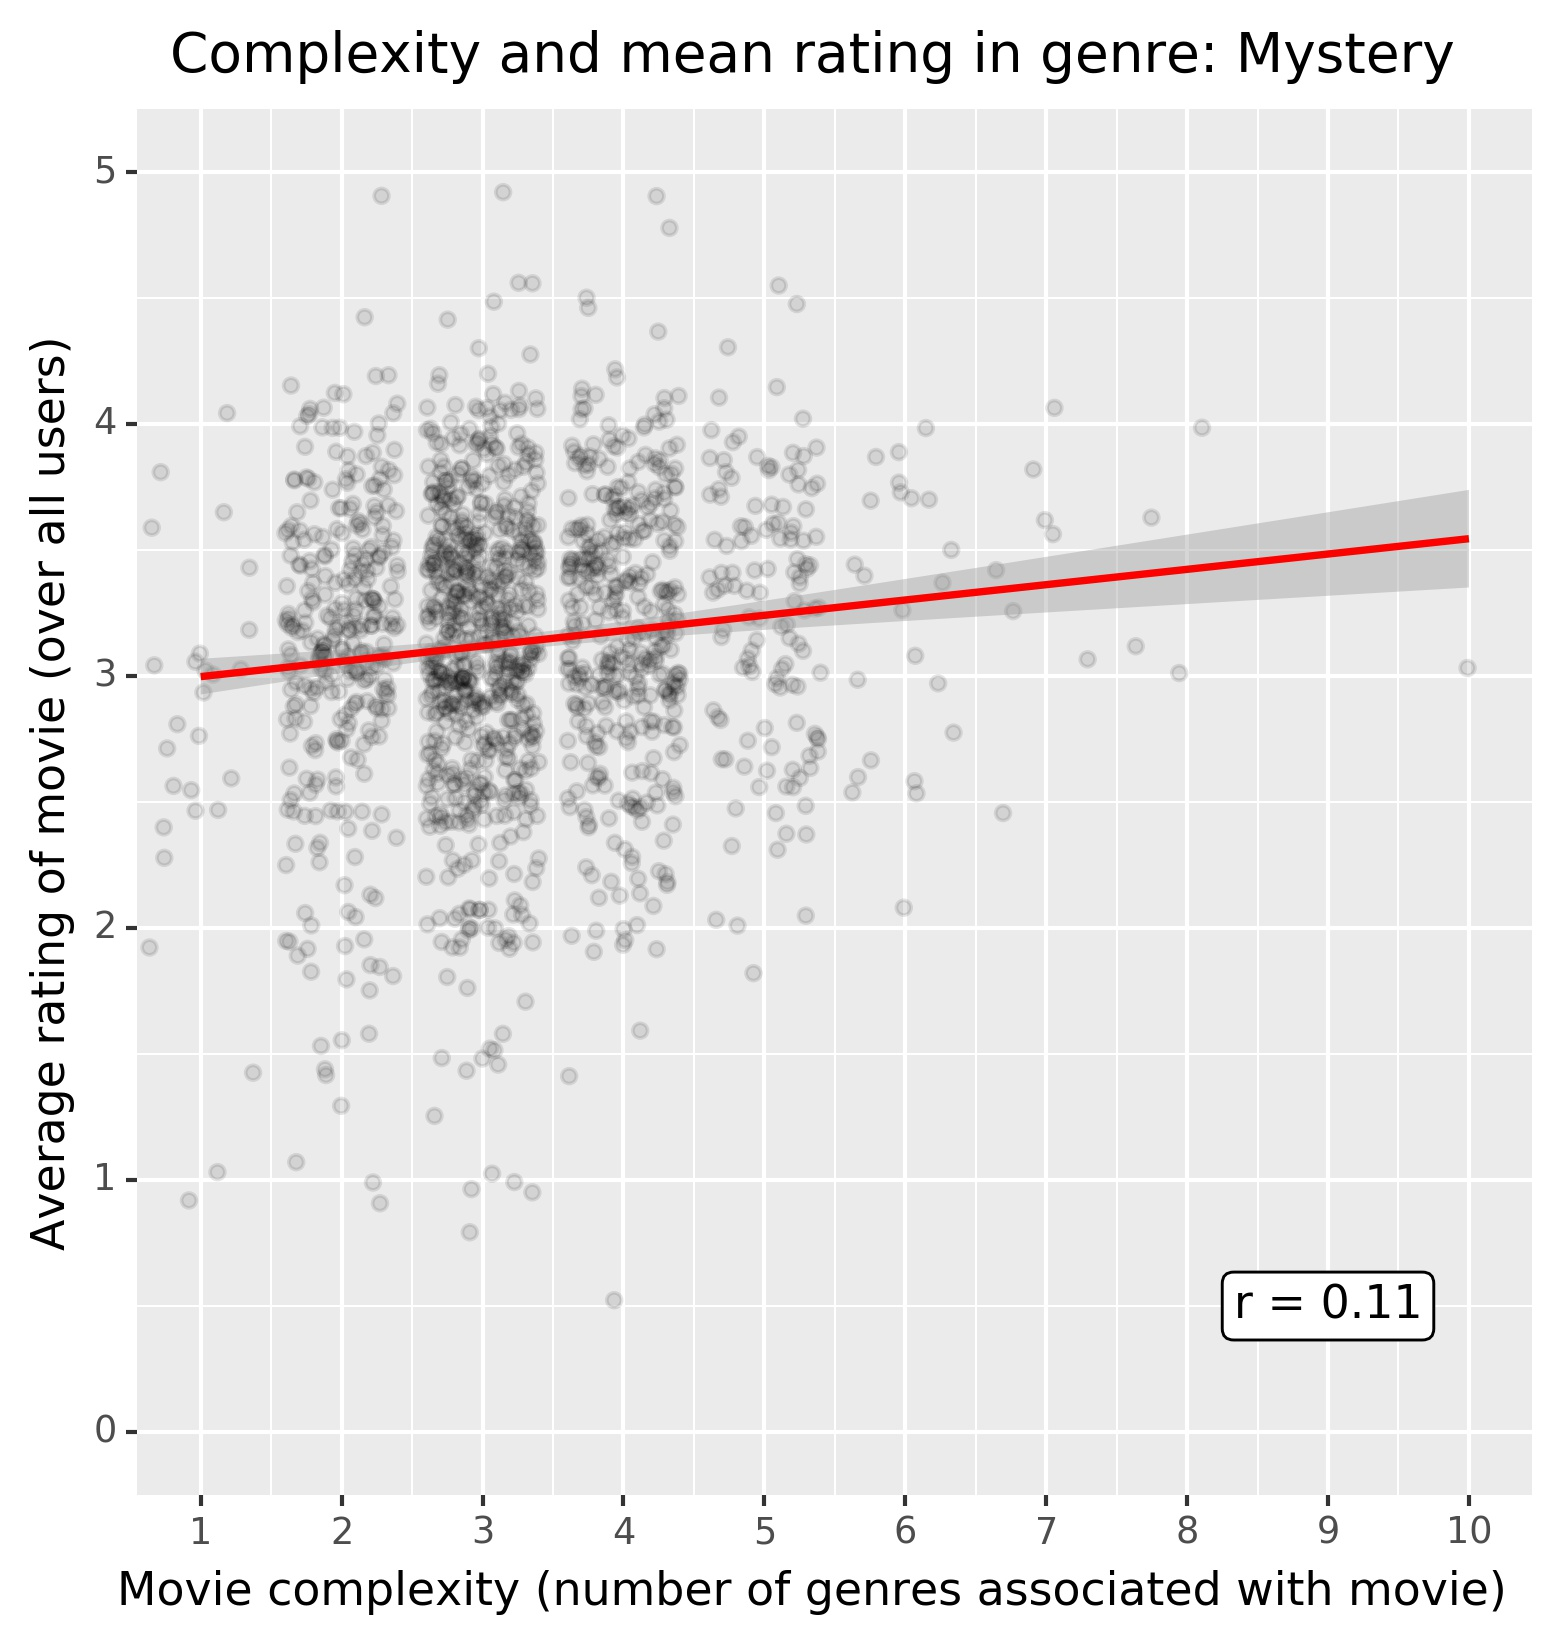 Complexity and mean rating in genre: Mystery
Average rating of movie (over all users)
5
4
3
2
1
0
r = 0.11
1 2 3 4 5 6 7 8 9 10
Movie complexity (number of genres associated with movie)